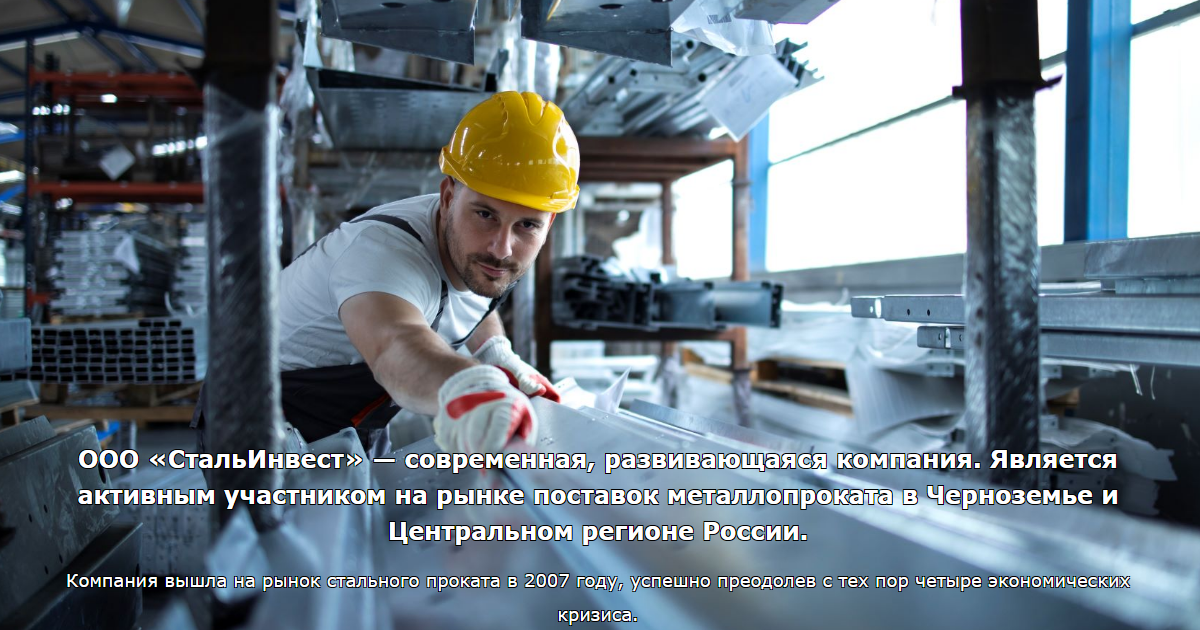 ООО «СтальИнвест» — современная, развивающаяся компания. Является
активным участником на рынке поставок металлопроката в Черноземье и
Центральном регионе России.
Компания вышла на рынок стального проката в 2007 году, успешно преодолев с тех пор четыре экономических
кризиса.